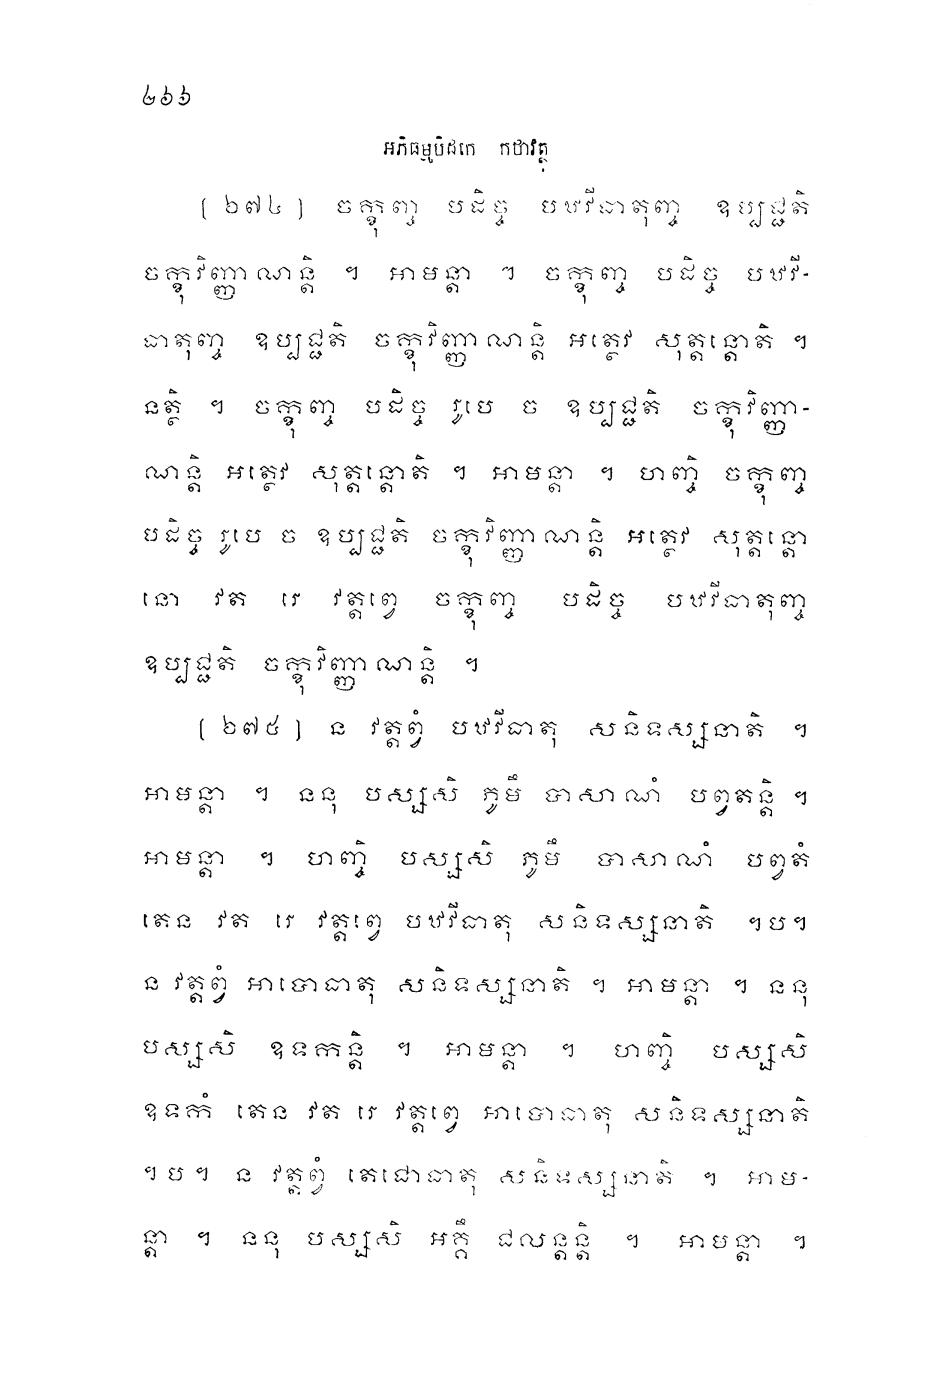 ៤៦៦
អភិធម្មបិដកេ កថាវត្ថុ
[ ៦៧៤ ] ចក្ខុញ្ច បដិច្ច បឋវីធាតុញ្ច ឧប្បជ្ជតិ
ចក្ខុវិញ្ញាណន្តិ ។ អាមន្តា ។ ចក្ខុញ្ច បដិច្ច បឋវី-
ធាតុញ្ច ឧប្បជ្ជតិ ចក្ខុវិញ្ញាណន្តិ អត្ថេវ សុត្តន្តោតិ ។
នត្ថិ ។ ចក្ខុញ្ច បដិច្ច រូបេ ច ឧប្បជ្ជតិ ចក្ខុវិញ្ញា-
ណន្តិ អត្ថេវ សុត្តន្តោតិ ។ អាមន្តា ។ ហញ្ចិ ចក្ខុញ្ច
បដិច្ច រូបេ ច ឧប្បជ្ជតិ ចក្ខុវិញ្ញាណន្តិ អត្ថេវ សុត្តន្តោ
នោ វត រេ វត្តព្វេ ចក្ខុញ្ច បដិច្ច បឋវីធាតុញ្ច
ឧប្បជ្ជតិ ចក្ខុវិញ្ញាណន្តិ ។
[ ៦៧៥ ] ន វត្តព្វំ បឋវីធាតុ សនិទស្សនាតិ ។
អាមន្តា ។ ននុ បស្សសិ ភូមឹ បាសាណំ បព្វតន្តិ ។
អាមន្តា ។ ហញ្ចិ បស្សសិ ភូមឹ បាសាណំ បព្វតំ
តេន វត រេ វត្តព្វេ បឋវីធាតុ សនិទស្សនាតិ ។ប។
ន វត្តព្វំ អាបោធាតុ សនិទស្សនាតិ ។ អាមន្តា ។ ននុ
បស្សសិ ឧទកន្តិ ។ អាមន្តា ។ ហញ្ចិ បស្សសិ
ឧទកំ តេន វត រេ វត្តព្វេ អាបោធាតុ សនិទស្សនាតិ
។ប។ ន វត្តព្វំ តេជោធាតុ សនិទស្សនាតិ ។ អាម-
ន្តា ។ ននុ បស្សសិ អគ្គឹ ជលន្តន្តិ ។ អាមន្តា ។